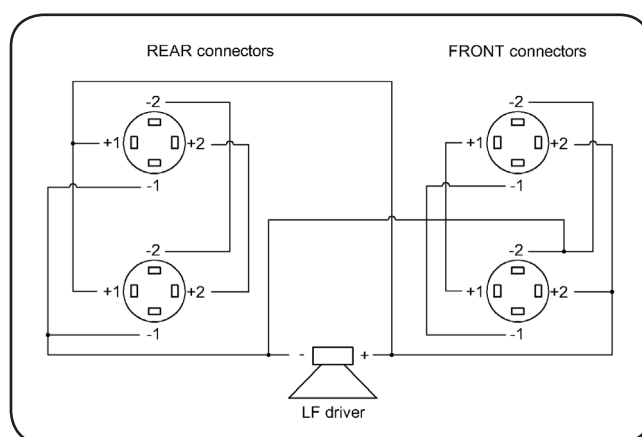 REAR connectors FRONT connectors
-2 -2
+1 +2 +1 +2
-1 -1
-2 -2
+1 +2 +1 +2
-1 -1
- +
LF driver